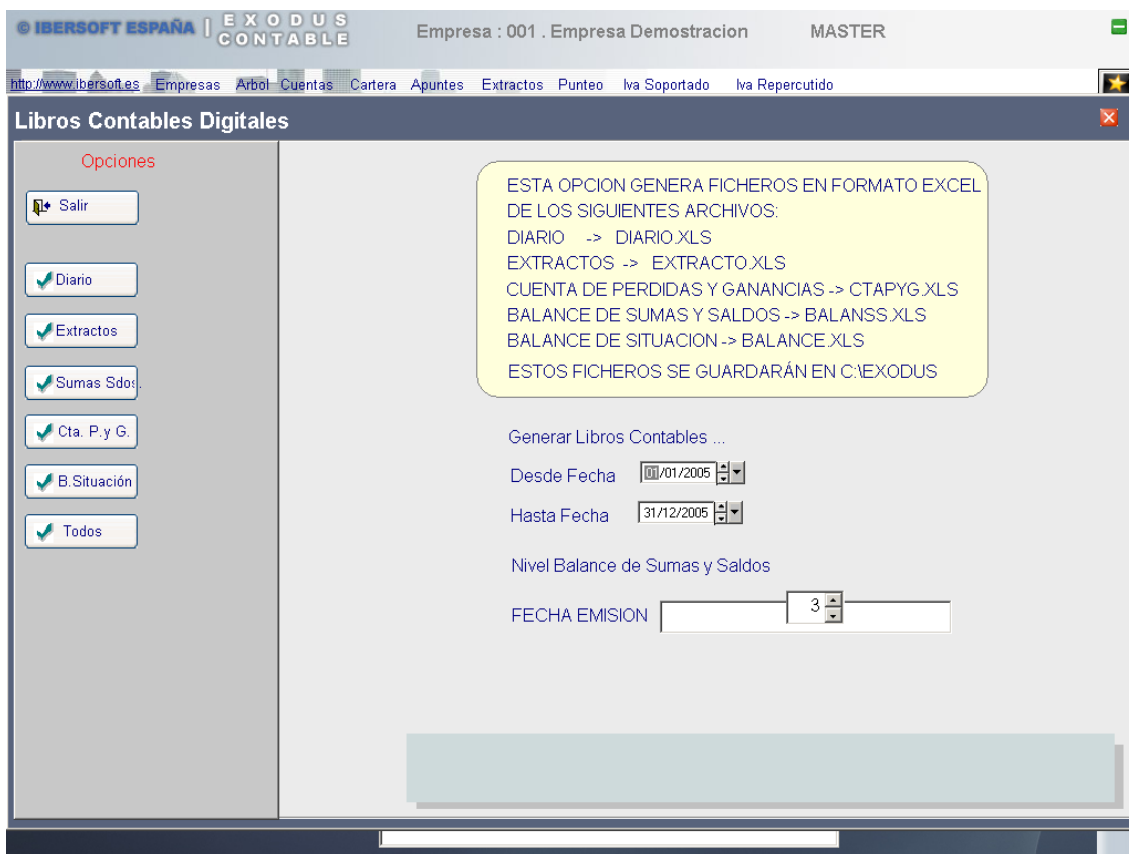 © IBERSOFT ESPAÑA | EXODUS CONTABLE
Empresa : 001 . Empresa Demostracion MASTER
http://www.ibersoft.es Empresas Arbol Cuentas Cartera Apuntes Extractos Punteo Iva Soportado Iva Repercutido
Libros Contables Digitales
Opciones
Salir
Diario
Extractos
Sumas Sdos.
Cta. P.y G.
B.Situación
Todos
ESTA OPCION GENERA FICHEROS EN FORMATO EXCEL
DE LOS SIGUIENTES ARCHIVOS:
DIARIO -> DIARIO.XLS
EXTRACTOS -> EXTRACTO.XLS
CUENTA DE PERDIDAS Y GANANCIAS -> CTAPYG.XLS
BALANCE DE SUMAS Y SALDOS -> BALANSS.XLS
BALANCE DE SITUACION -> BALANCE.XLS
ESTOS FICHEROS SE GUARDARÁN EN C:\EXODUS
Generar Libros Contables ...
Desde Fecha 01/01/2005
Hasta Fecha 31/12/2005
Nivel Balance de Sumas y Saldos
3
FECHA EMISION